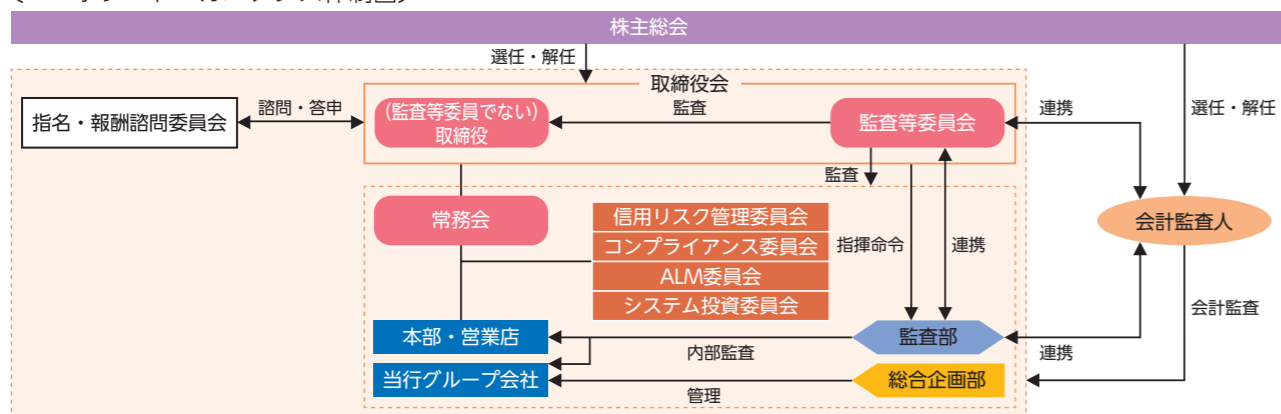 株主総会
選任・解任
取締役会
指名・報酬諮問委員会
諮問・答申
(監査等委員でない)
取締役
監査
監査等委員会
連携
選任・解任
監査
常務会
信用リスク管理委員会
コンプライアンス委員会
ALM委員会
システム投資委員会
指揮命令
連携
会計監査人
会計監査
本部・営業店
内部監査
監査部
連携
当行グループ会社
管理
総合企画部